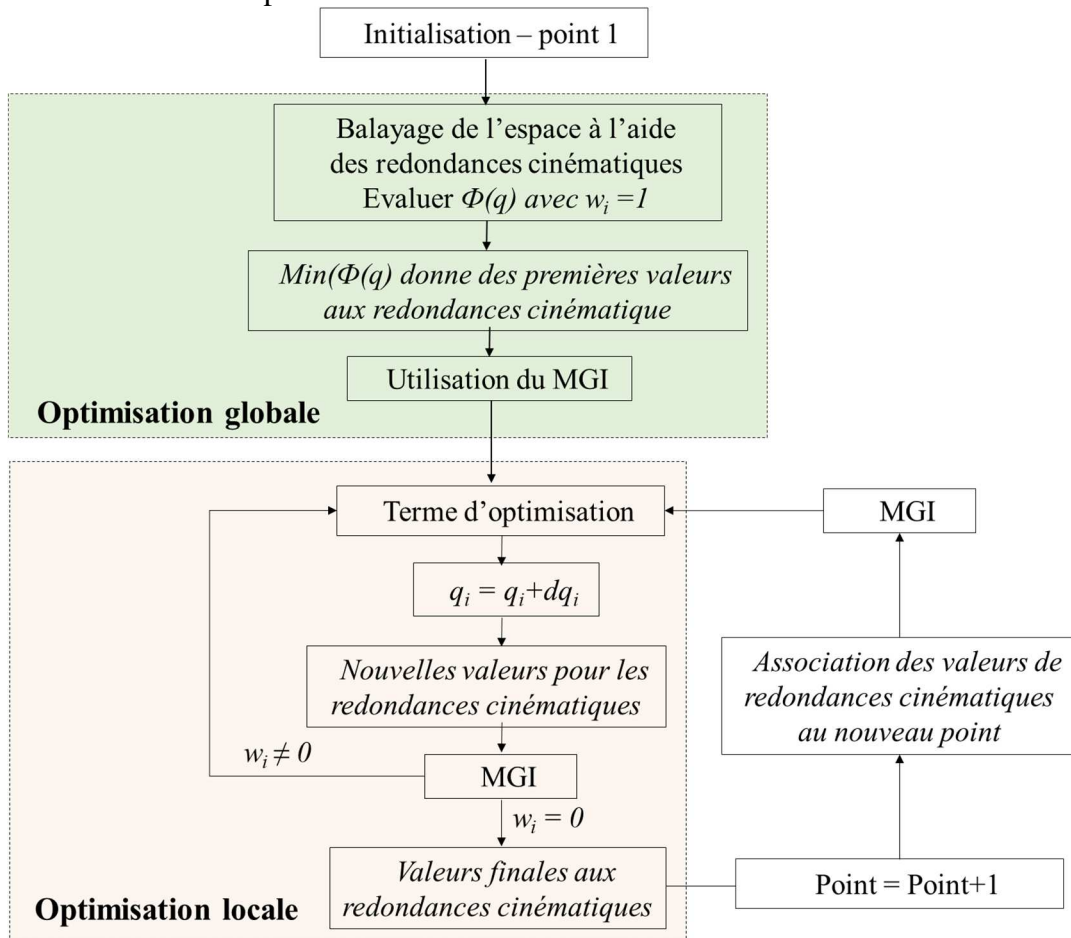 Initialisation – point 1
Balayage de l'espace à l'aide
des redondances cinématiques
Evaluer Φ(q) avec wi =1
Min(Φ(q) donne des premières valeurs
aux redondances cinématique
Utilisation du MGI
Optimisation globale
Terme d'optimisation
MGI
qi = qi+dqi
Nouvelles valeurs pour les
redondances cinématiques
Association des valeurs de
redondances cinématiques
au nouveau point
wi ≠ 0
MGI
wi = 0
Valeurs finales aux
redondances cinématiques
Point = Point+1
Optimisation locale